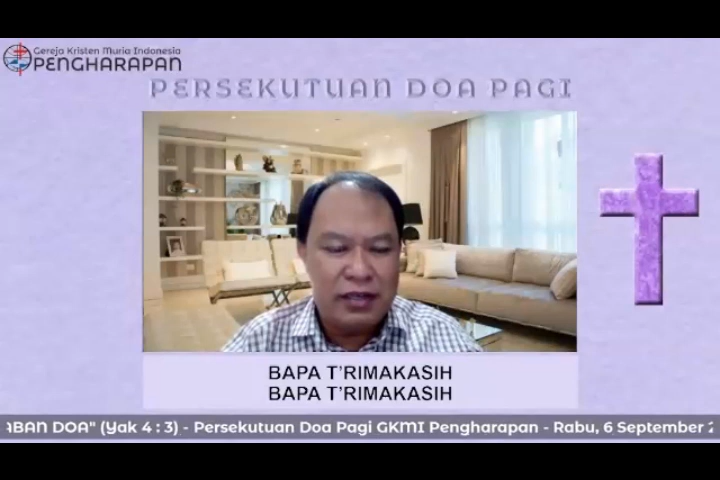 Gereja Kristen Muria Indonesia
PENGHARAPAN
PERSEKUTUAN DOA PAGI
BAPA T'RIMAKASIH
BAPA T'RIMAKASIH
DOA" (Yak 4 : 3) - Persekutuan Doa Pagi GKMI Pengharapan - Rabu, 6 September